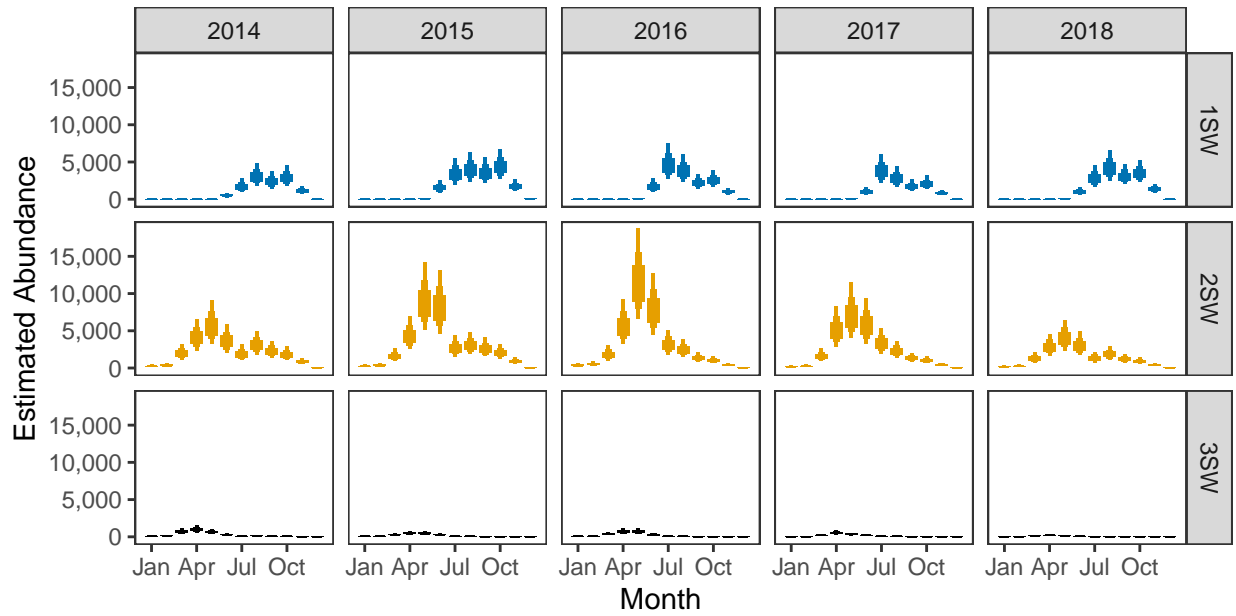 2014 2015 2016 2017 2018
Estimated Abundance
15,000
10,000
5,000
0
1SW
15,000
10,000
5,000
0
2SW
15,000
10,000
5,000
0
3SW
Jan Apr Jul Oct Jan Apr Jul Oct Jan Apr Jul Oct Jan Apr Jul Oct Jan Apr Jul Oct
Month